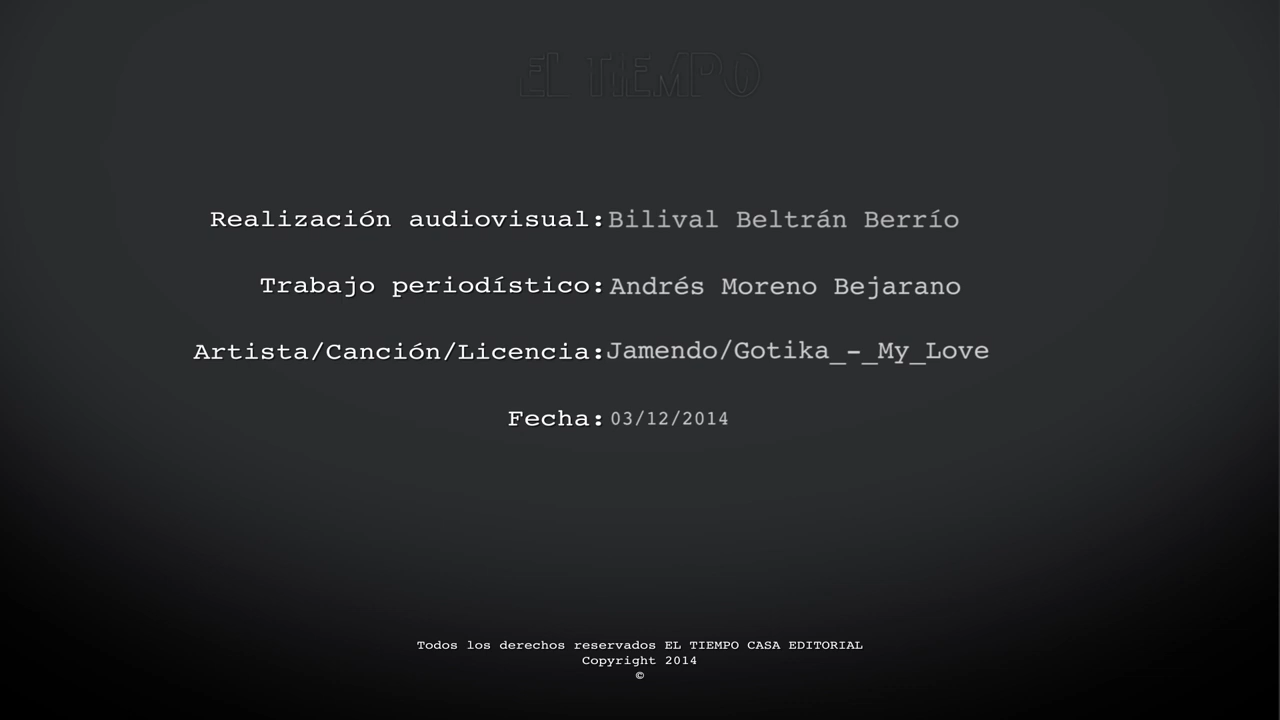 EL TIEMPO
Realización audiovisual: Bilival Beltrán Berrío
Trabajo periodístico: Andrés Moreno Bejarano
Artista/Canción/Licencia: Jamendo/Gotika_-_My_Love
Fecha: 03/12/2014
Todos los derechos reservados EL TIEMPO CASA EDITORIAL
Copyright 2014
©